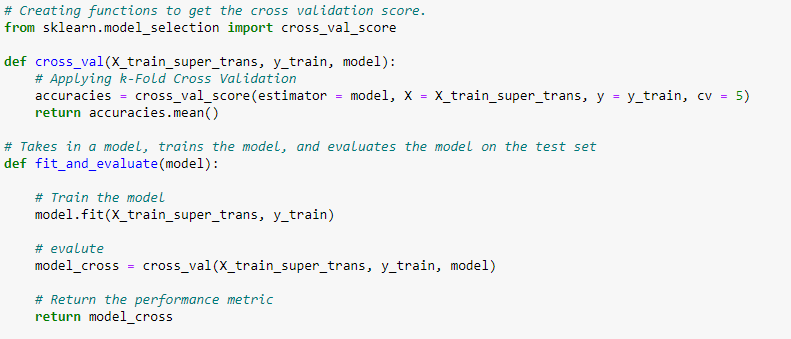 # Creating functions to get the cross validation score.
from sklearn.model_selection import cross_val_score
def cross_val(X_train_super_trans, y_train, model):
# Applying k-Fold Cross Validation
accuracies = cross_val_score(estimator = model, X = X_train_super_trans, y = y_train, cv = 5)
return accuracies.mean()
# Takes in a model, trains the model, and evaluates the model on the test set
def fit_and_evaluate(model):
# Train the model
model.fit(X_train_super_trans, y_train)
# evalute
model_cross = cross_val(X_train_super_trans, y_train, model)
# Return the performance metric
return model_cross